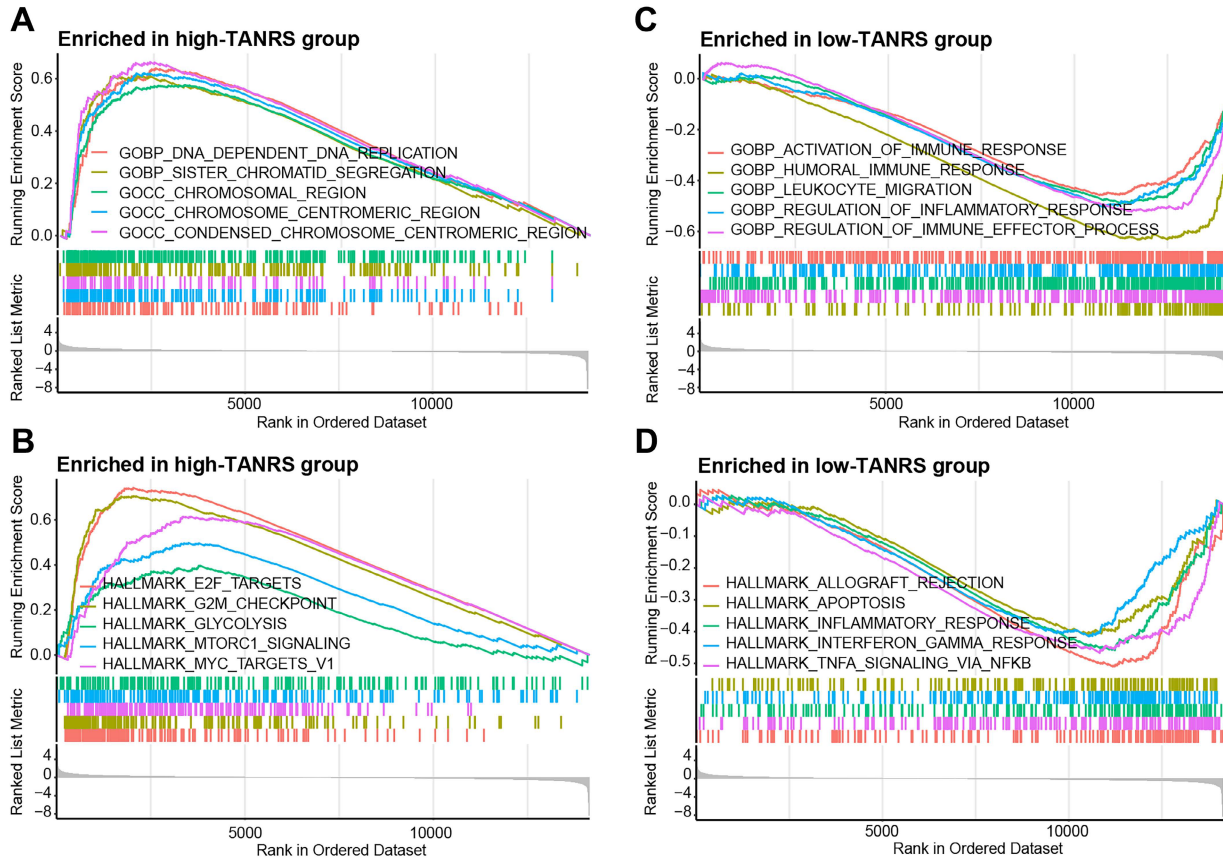 A
Enriched in high-TANRS group
Running Enrichment Score
0.6
0.4
0.2
0.0
GOBP_DNA_DEPENDENT_DNA_REPLICATION
GOBP_SISTER_CHROMATID_SEGREGATION
GOCC_CHROMOSOMAL_REGION
GOCC_CHROMOSOME_CENTROMERIC_REGION
GOCC_CONDENSED_CHROMOSOME_CENTROMERIC_REGION
Ranked List Metric
4
0
−4
−8
5000
10000
Rank in Ordered Dataset
B
Enriched in high-TANRS group
Running Enrichment Score
0.6
0.4
0.2
0.0
HALLMARK_E2F_TARGETS
HALLMARK_G2M_CHECKPOINT
HALLMARK_GLYCOLYSIS
HALLMARK_MTORC1_SIGNALING
HALLMARK_MYC_TARGETS_V1
Ranked List Metric
4
0
−4
−8
5000
10000
Rank in Ordered Dataset
C
Enriched in low-TANRS group
Running Enrichment Score
0.0
−0.2
−0.4
−0.6
GOBP_ACTIVATION_OF_IMMUNE_RESPONSE
GOBP_HUMORAL_IMMUNE_RESPONSE
GOBP_LEUKOCYTE_MIGRATION
GOBP_REGULATION_OF_INFLAMMATORY_RESPONSE
GOBP_REGULATION_OF_IMMUNE_EFFECTOR_PROCESS
Ranked List Metric
4
0
−4
−8
5000
10000
Rank in Ordered Dataset
D
Enriched in low-TANRS group
Running Enrichment Score
0.0
−0.1
−0.2
−0.3
−0.4
−0.5
HALLMARK_ALLOGRAFT_REJECTION
HALLMARK_APOPTOSIS
HALLMARK_INFLAMMATORY_RESPONSE
HALLMARK_INTERFERON_GAMMA_RESPONSE
HALLMARK_TNFA_SIGNALING_VIA_NFKB
Ranked List Metric
4
0
−4
−8
5000
10000
Rank in Ordered Dataset